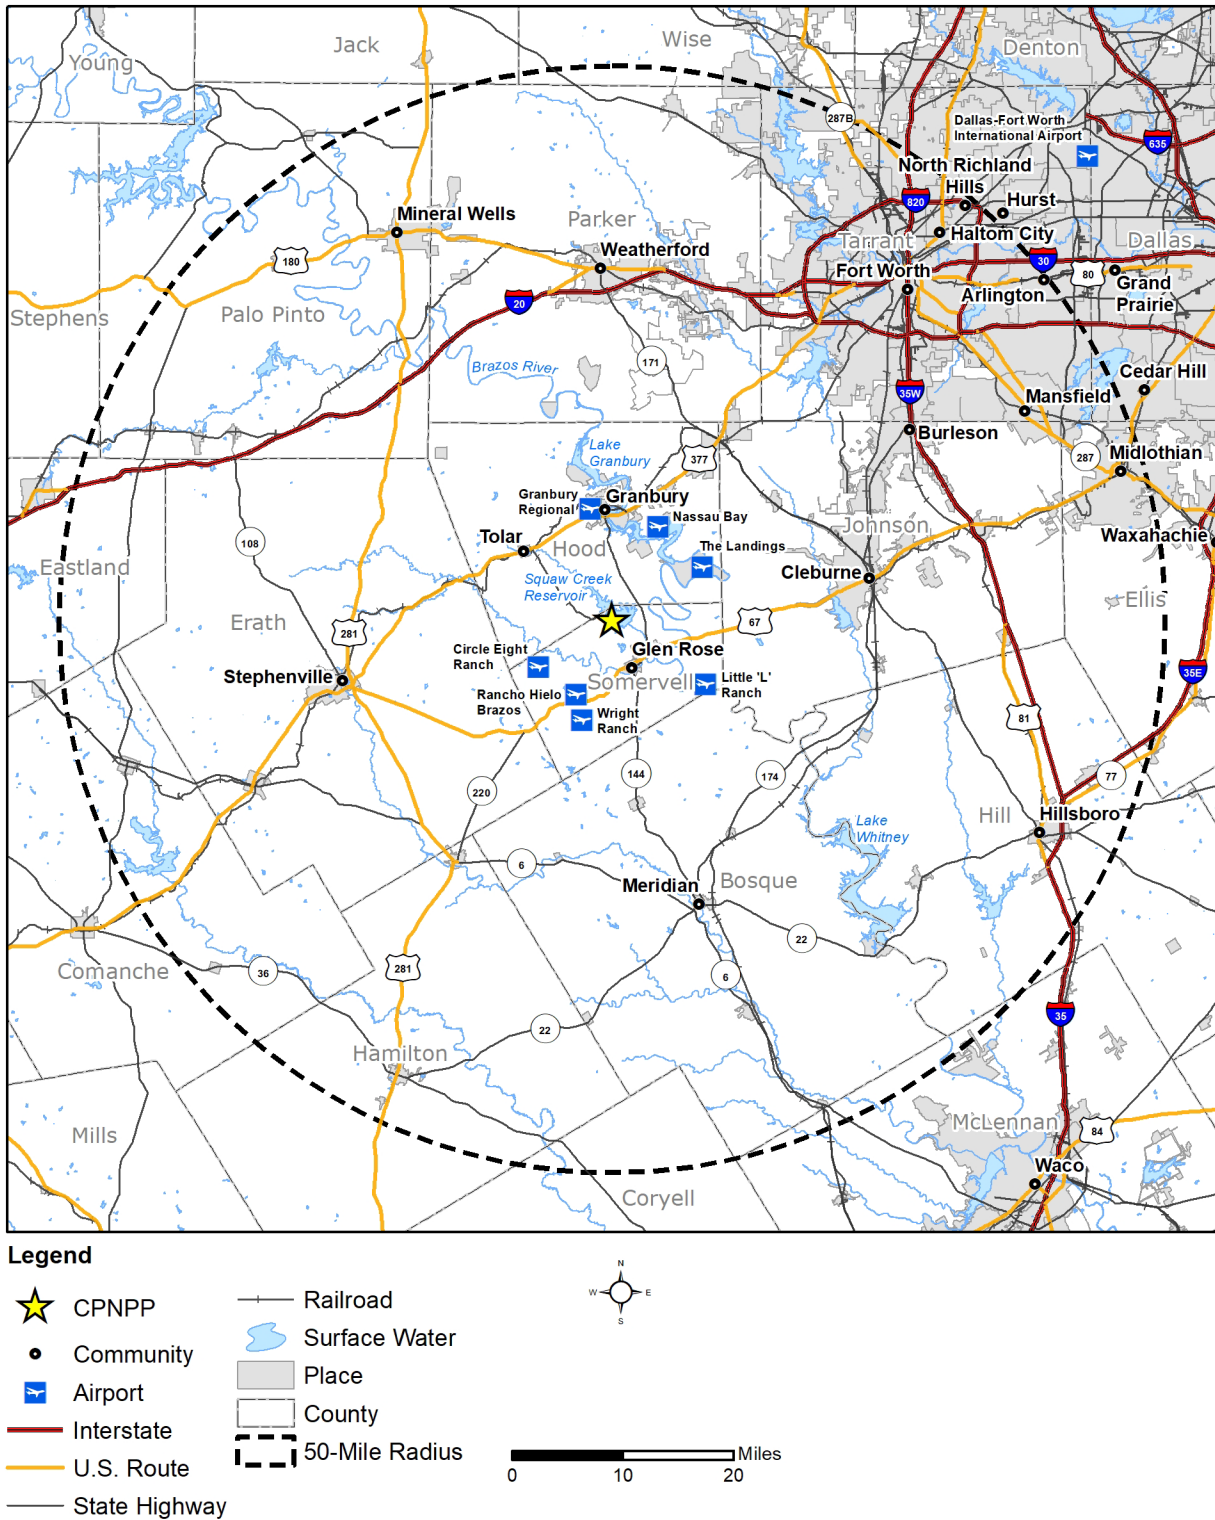 Jack
Wise
Young
Denton
287B
Dallas-Fort Worth
International Airport
635
North Richland
Hills
820
Hurst
Mineral Wells
Parker
Haltom City
Tarrant
Dallas
Weatherford
180
30
80
Fort Worth
Arlington
Grand
Prairie
Stephens
Palo Pinto
20
171
Brazos River
Cedar Hill
35W
Mansfield
Burleson
Lake
Granbury
377
287
Midlothian
Granbury
Regional
Granbury
Nassau Bay
Johnson
Waxahachie
Tolar
Hood
The Landings
108
Eastland
Squaw Creek
Reservoir
Cleburne
Ellis
Erath
281
67
Circle Eight
Ranch
Glen Rose
35E
Stephenville
Somervell
Little 'L'
Ranch
Rancho Hielo
Brazos
Wright
Ranch
81
144
174
77
220
Hill
Hillsboro
Lake
Whitney
6
Meridian
Bosque
22
Comanche
36
281
6
35
22
Hamilton
McLennan
84
Mills
Waco
Coryell
Legend
CPNPP
Community
Airport
Interstate
U.S. Route
State Highway
Railroad
Surface Water
Place
County
50-Mile Radius
N
W E
S
Miles
0 10 20